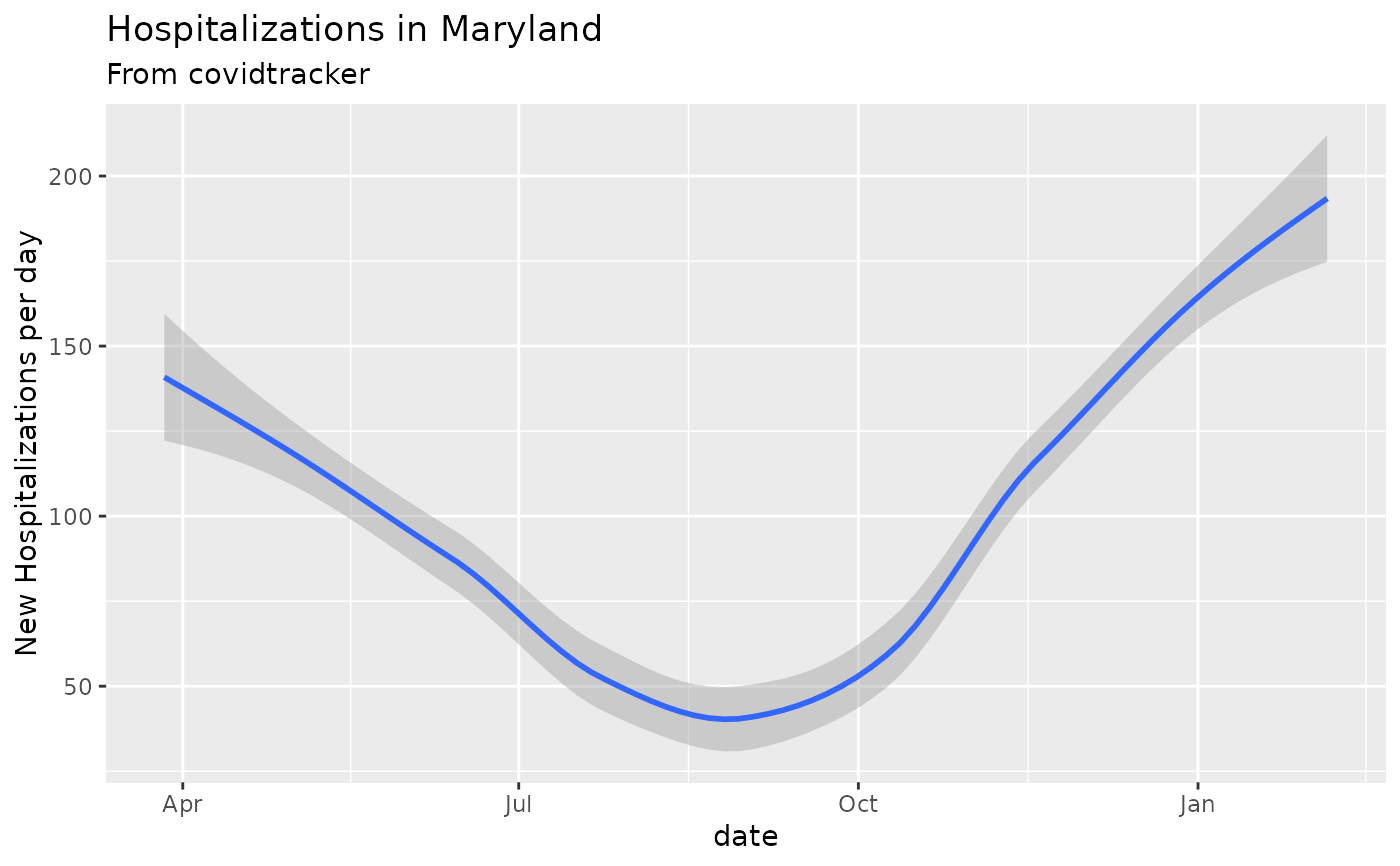 Hospitalizations in Maryland
From covidtracker
New Hospitalizations per day
200
150
100
50
Apr
Jul
Oct
Jan
date